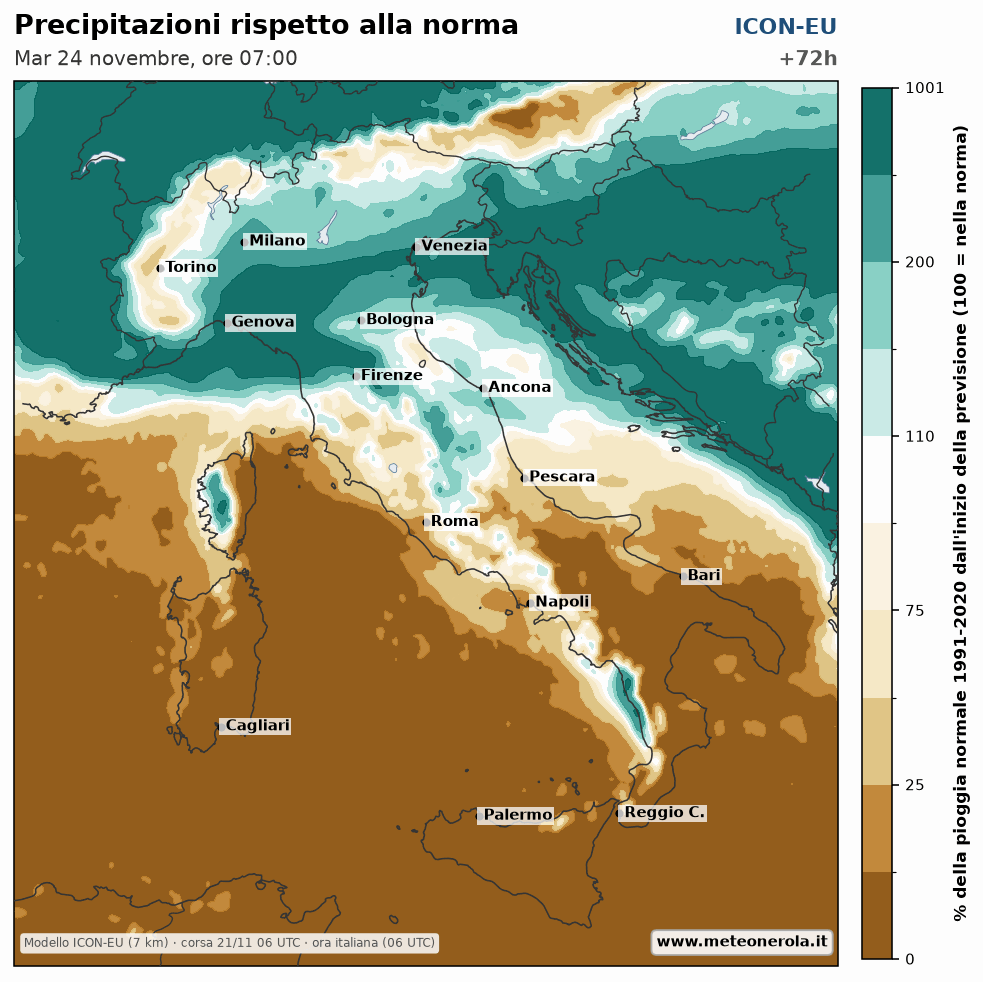 Precipitazioni rispetto alla norma
ICON-EU
Mar 24 novembre, ore 07:00
+72h
Milano
Venezia
Torino
Genova
Bologna
Firenze
Ancona
Pescara
Roma
Bari
Napoli
Cagliari
Palermo
Reggio C.
Modello ICON-EU (7 km) · corsa 21/11 06 UTC · ora italiana (06 UTC)
www.meteonerola.it
1001
200
110
75
25
0
% della pioggia normale 1991-2020 dall'inizio della previsione (100 = nella norma)